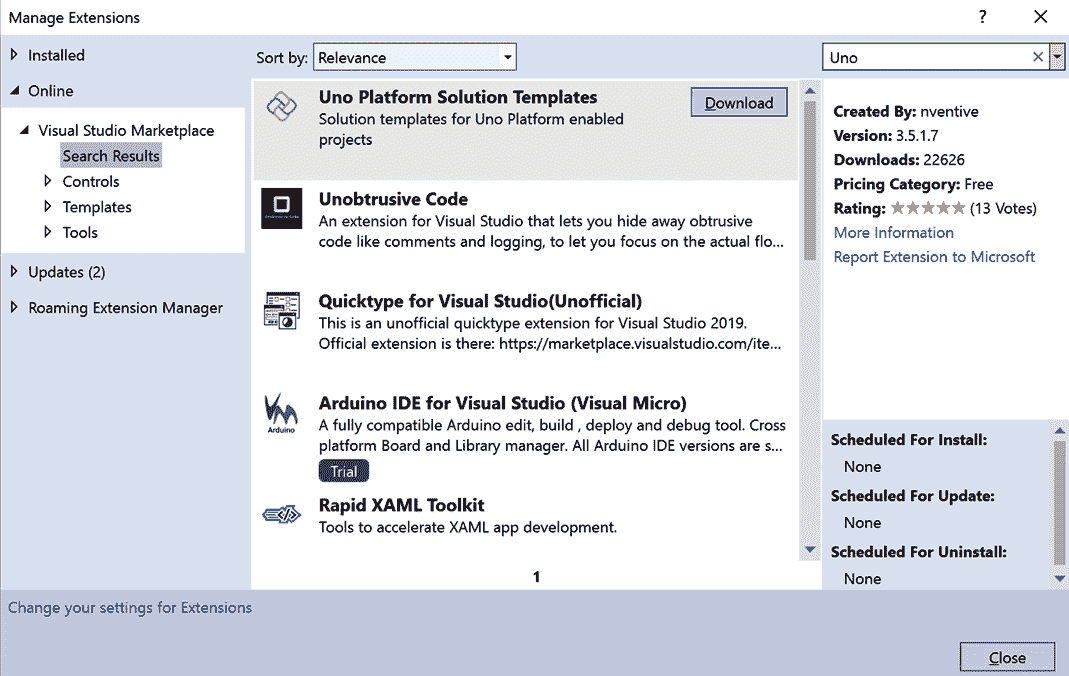 Manage Extensions
?
Installed
Online
Visual Studio Marketplace
Search Results
Controls
Templates
Tools
Updates (2)
Roaming Extension Manager
Sort by: Relevance
Uno
Uno Platform Solution Templates
Download
Solution templates for Uno Platform enabled
projects
Unobtrusive Code
An extension for Visual Studio that lets you hide away obtrusive
code like comments and logging, to let you focus on the actual flo...
Quicktype for Visual Studio(Unofficial)
This is an unofficial quicktype extension for Visual Studio 2019.
Official extension is there: https://marketplace.visualstudio.com/ite...
Arduino IDE for Visual Studio (Visual Micro)
Arduino
A fully compatible Arduino edit, build , deploy and debug tool. Cross
platform Board and Library manager. All Arduino IDE versions are s...
Trial
Rapid XAML Toolkit
Tools to accelerate XAML app development.
1
Created By: nventive
Version: 3.5.1.7
Downloads: 22626
Pricing Category: Free
Rating: (13 Votes)
More Information
Report Extension to Microsoft
Scheduled For Install:
None
Scheduled For Update:
None
Scheduled For Uninstall:
None
Change your settings for Extensions
Close